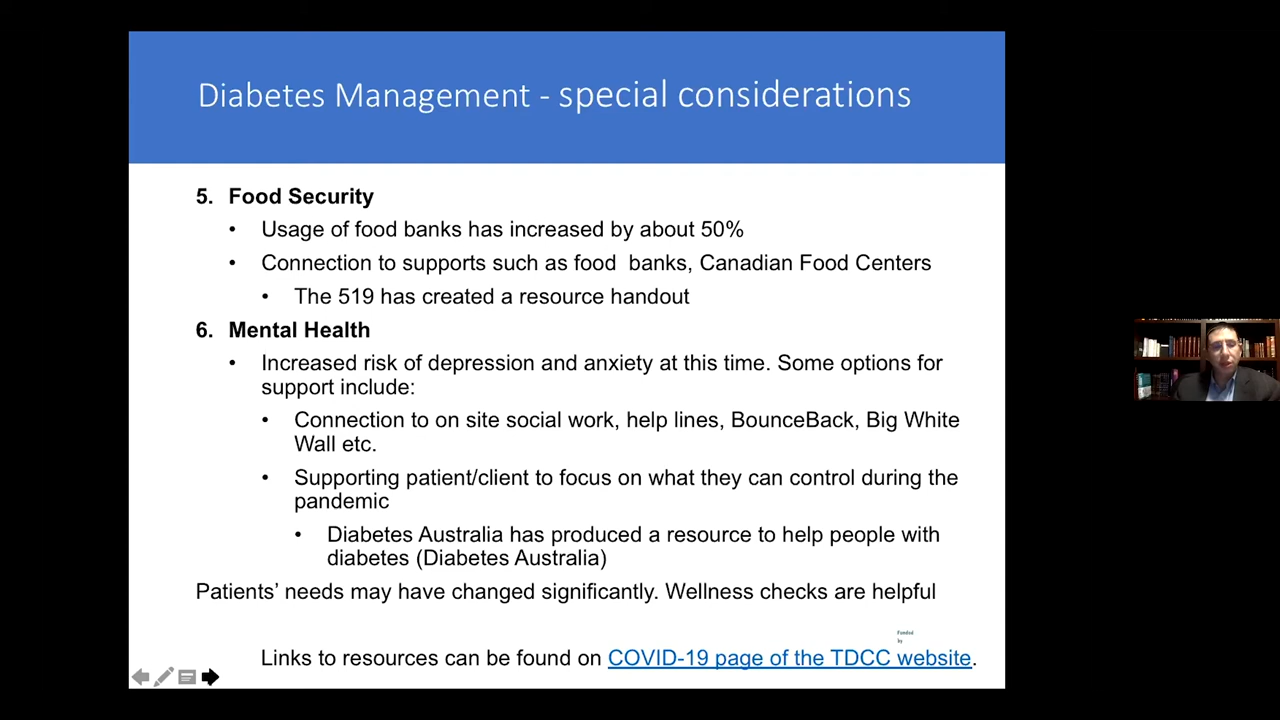 Diabetes Management - special considerations
5. Food Security
• Usage of food banks has increased by about 50%
• Connection to supports such as food banks, Canadian Food Centers
• The 519 has created a resource handout
6. Mental Health
• Increased risk of depression and anxiety at this time. Some options for
support include:
• Connection to on site social work, help lines, BounceBack, Big White
Wall etc.
• Supporting patient/client to focus on what they can control during the
pandemic
• Diabetes Australia has produced a resource to help people with
diabetes (Diabetes Australia)
Patients’ needs may have changed significantly. Wellness checks are helpful
Funded
by
Links to resources can be found on COVID-19 page of the TDCC website.